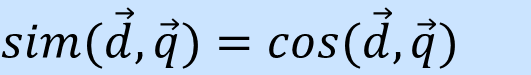 sim(d⃗, q⃗) = cos(d⃗, q⃗)